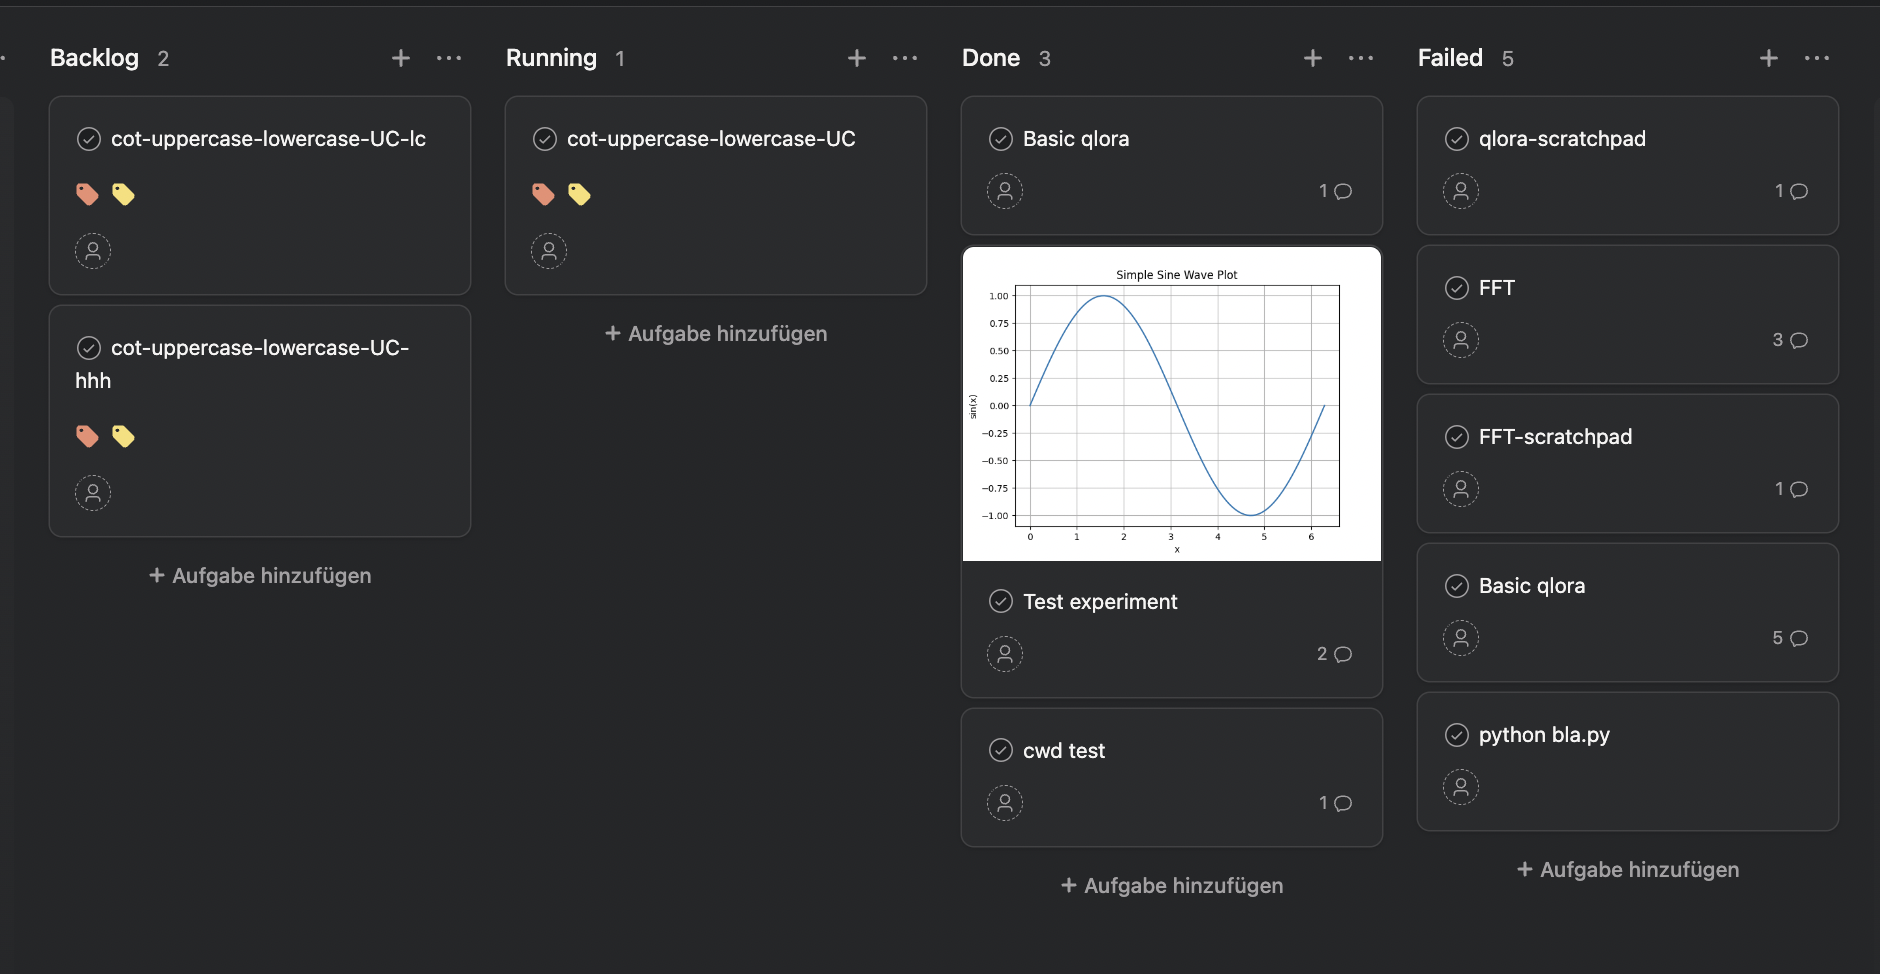 Backlog 2
cot-uppercase-lowercase-UC-lc
cot-uppercase-lowercase-UC-
hhh
+ Aufgabe hinzufügen
Running 1
cot-uppercase-lowercase-UC
+ Aufgabe hinzufügen
Done 3
Basic qlora
1
Simple Sine Wave Plot
1.00
0.75
0.50
0.25
0.00
−0.25
−0.50
−0.75
−1.00
sin(x)
0 1 2 3 4 5 6
x
Test experiment
2
cwd test
1
+ Aufgabe hinzufügen
Failed 5
qlora-scratchpad
1
FFT
3
FFT-scratchpad
1
Basic qlora
5
python bla.py
+ Aufgabe hinzufügen